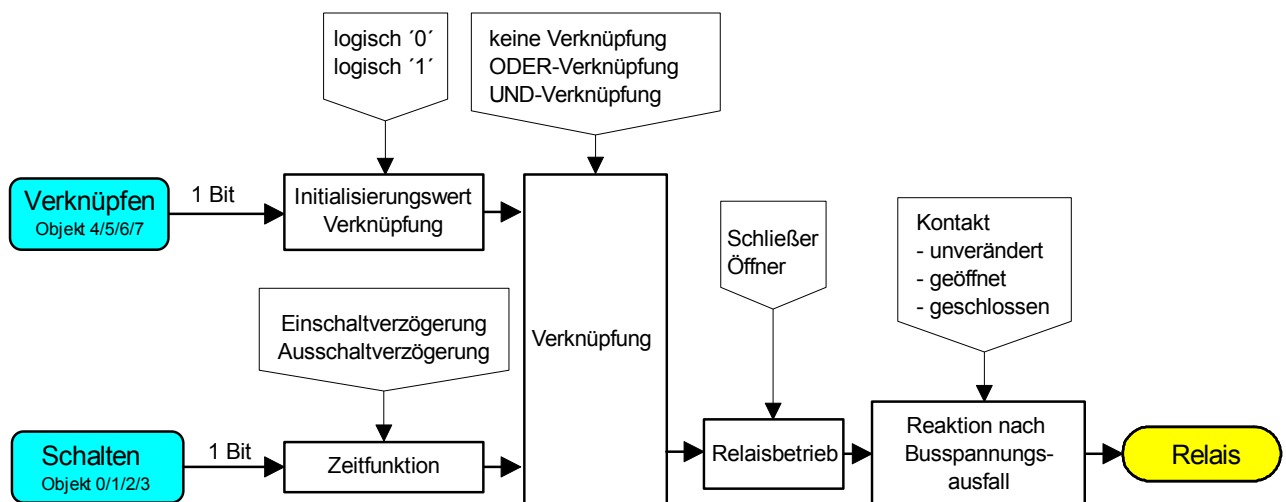 logisch ´0´
logisch ´1´
keine Verknüpfung
ODER-Verknüpfung
UND-Verknüpfung
Verknüpfen
Objekt 4/5/6/7
1 Bit
Initialisierungswert
Verknüpfung
Schließer
Öffner
Kontakt
- unverändert
- geöffnet
- geschlossen
Einschaltverzögerung
Ausschaltverzögerung
Verknüpfung
Schalten
Objekt 0/1/2/3
1 Bit
Zeitfunktion
Relaisbetrieb
Reaktion nach
Busspannungs-
ausfall
Relais